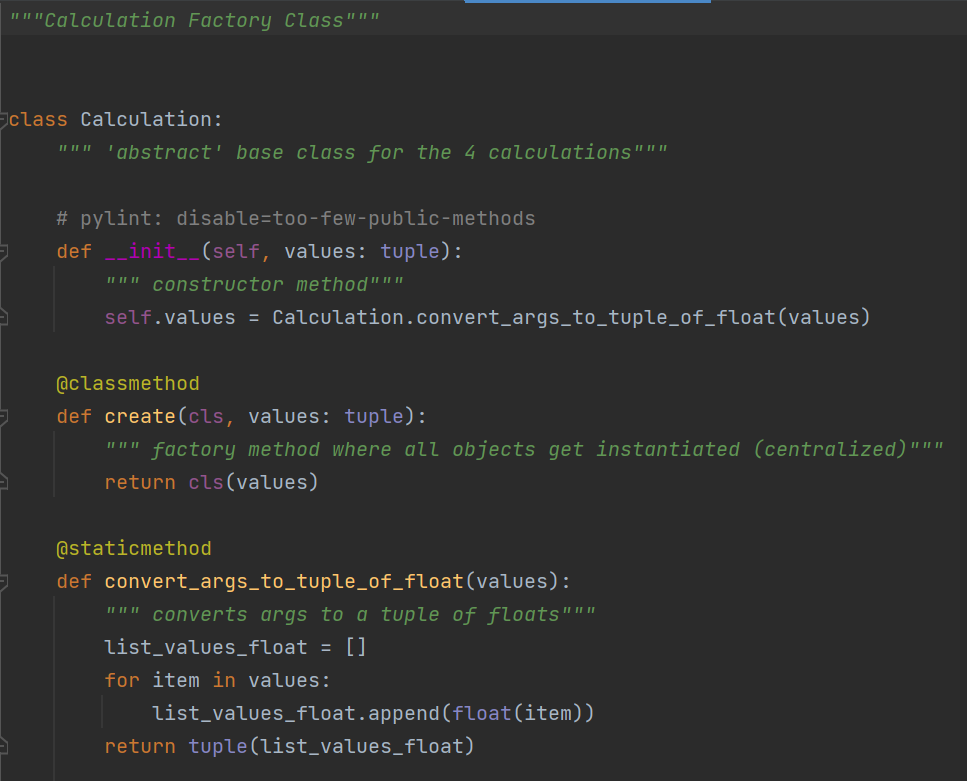 """Calculation Factory Class"""
class Calculation:
    """ 'abstract' base class for the 4 calculations"""
    # pylint: disable=too-few-public-methods
    def __init__(self, values: tuple):
        """ constructor method"""
        self.values = Calculation.convert_args_to_tuple_of_float(values)
    @classmethod
    def create(cls, values: tuple):
        """ factory method where all objects get instantiated (centralized)"""
        return cls(values)
    @staticmethod
    def convert_args_to_tuple_of_float(values):
        """ converts args to a tuple of floats"""
        list_values_float = []
        for item in values:
            list_values_float.append(float(item))
        return tuple(list_values_float)